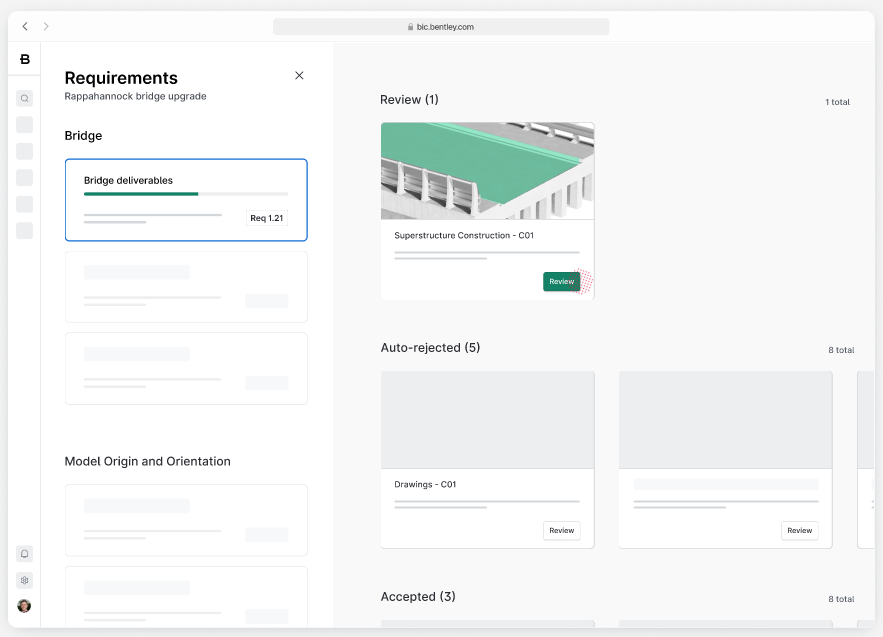 bic.bentley.com
B
Requirements
Rappahannock bridge upgrade
Bridge
Bridge deliverables
Req 1.21
Model Origin and Orientation
Review (1)
1 total
Superstructure Construction - C01
Review
Auto-rejected (5)
8 total
Drawings - C01
Review
Review
Accepted (3)
8 total